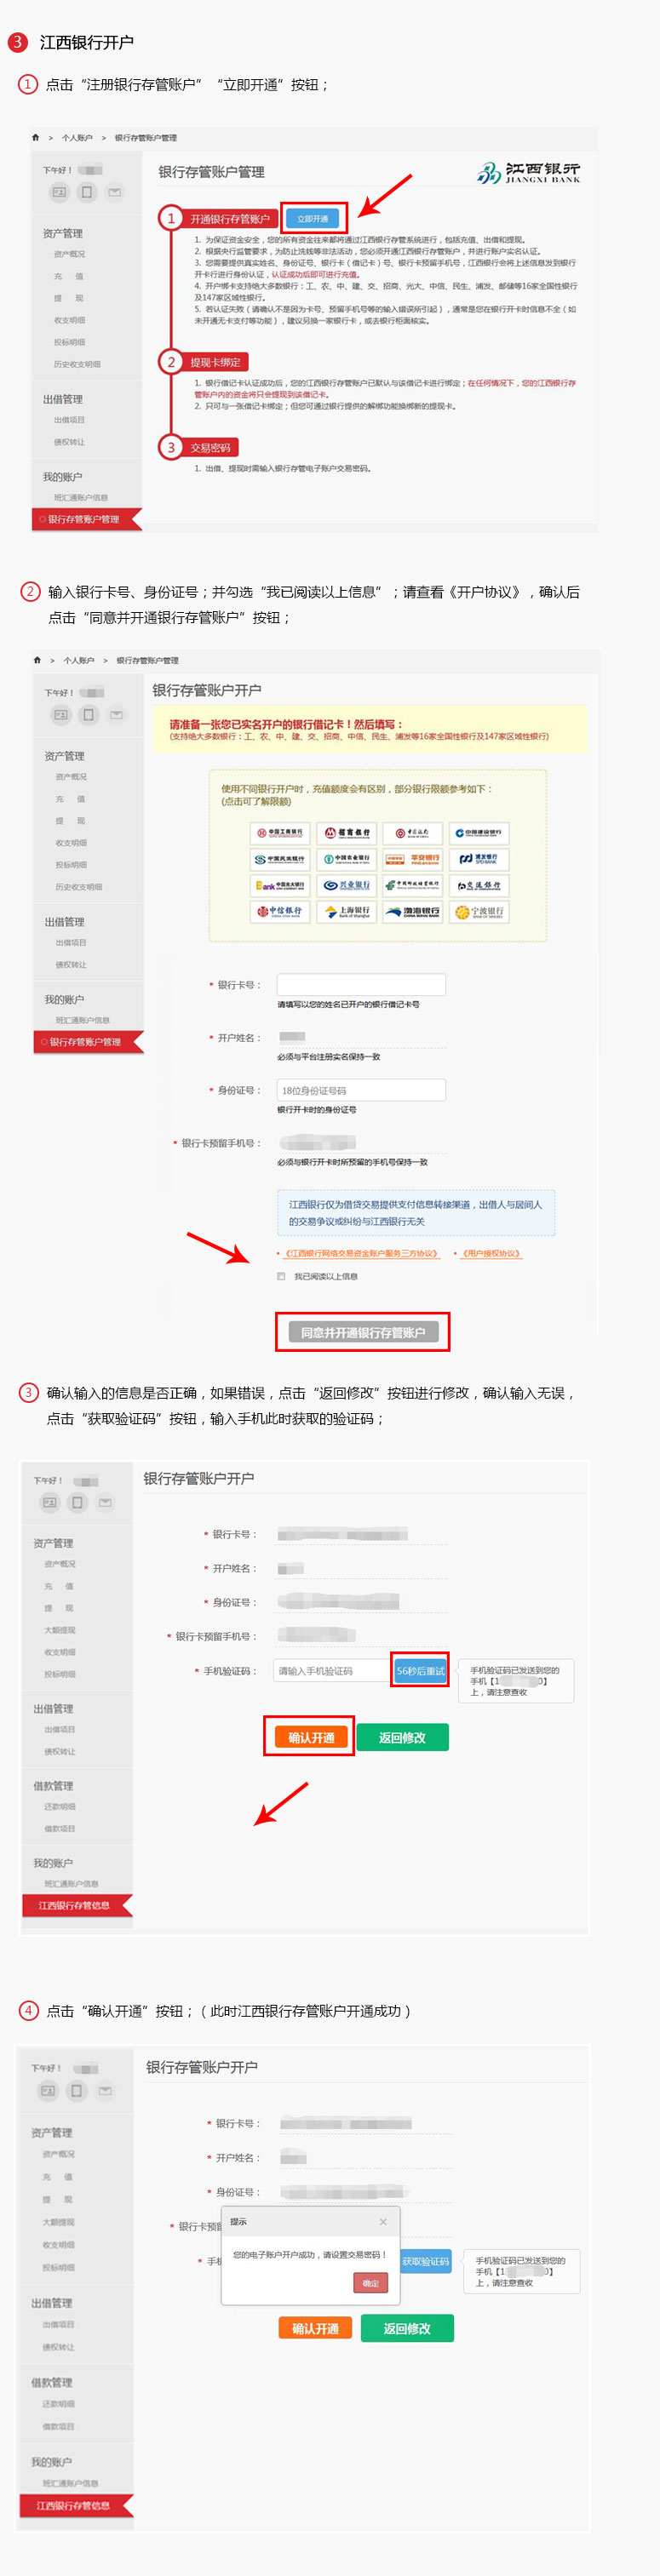 3 江西银行开户
1 点击“注册银行存管账户”“立即开通”按钮；
> 个人账户 > 银行存管账户管理
下午好！
银行存管账户管理
江西银行
JIANGXI BANK
资产管理
资产概况
充 值
提 现
收支明细
投标明细
历史收支明细
出借管理
出借项目
债权转让
我的账户
班汇通账户信息
银行存管账户管理
1 开通银行存管账户 立即开通
1. 为保证资金安全，您的所有资金往来都将通过江西银行存管系统进行，包括充值、出借和提现。
2. 根据央行监管要求，为防止洗钱等非法活动，您必须开通江西银行存管账户，并进行账户实名认证。
3. 您需要提供真实姓名、身份证号、银行卡（借记卡）号、银行卡预留手机号，江西银行会将上述信息发到银行
开卡行进行身份认证，认证成功后即可进行充值。
4. 开户绑卡支持绝大多数银行：工、农、中、建、交、招商、光大、中信、民生、浦发、邮储等16家全国性银行
及147家区域性银行。
5. 若认证失败（请确认不是因为卡号、预留手机号等的输入错误所引起），通常是您在银行开卡时信息不全（如
未开通无卡支付等功能），建议另换一家银行卡，或去银行柜面核实。
2 提现卡绑定
1. 银行借记卡认证成功后，您的江西银行存管账户已默认与该借记卡进行绑定；在任何情况下，您的江西银行存
管账户内的资金将只会提现到该借记卡。
2. 只可与一张借记卡绑定；但您可通过银行提供的解绑功能换绑新的提现卡。
3 交易密码
1. 出借、提现时需输入银行存管电子账户交易密码。
2 输入银行卡号、身份证号；并勾选“我已阅读以上信息”；请查看《开户协议》，确认后
点击“同意并开通银行存管账户”按钮；
> 个人账户 > 银行存管账户管理
下午好！
资产管理
资产概况
充 值
提 现
收支明细
投标明细
历史收支明细
出借管理
出借项目
债权转让
我的账户
班汇通账户信息
银行存管账户管理
银行存管账户开户
请准备一张您已实名开户的银行借记卡！然后填写：
(支持绝大多数银行：工、农、中、建、交、招商、中信、民生、浦发等16家全国性银行及147家区域性银行)
使用不同银行开户时，充值额度会有区别，部分银行限额参考如下：
(点击可了解限额)
中国工商银行 招商银行 中国银行 中国建设银行
中国民生银行 中国农业银行 平安银行 浦发银行
Bank 中国光大银行 兴业银行 中国邮政储蓄银行 交通银行
中信银行 上海银行 渤海银行 宁波银行
* 银行卡号：
请填写以您的姓名已开户的银行借记卡号
* 开户姓名：
必须与平台注册实名保持一致
* 身份证号： 18位身份证号码
银行开卡时的身份证号
* 银行卡预留手机号：
必须与银行开卡时所预留的手机号保持一致
江西银行仅为借贷交易提供支付信息转接渠道，出借人与居间人
的交易争议或纠纷与江西银行无关
• 《江西银行网络交易资金账户服务三方协议》 • 《用户授权协议》
我已阅读以上信息
同意并开通银行存管账户
3 确认输入的信息是否正确，如果错误，点击“返回修改”按钮进行修改，确认输入无误，
点击“获取验证码”按钮，输入手机此时获取的验证码；
下午好！
资产管理
资产概况
充 值
提 现
大额提现
收支明细
投标明细
出借管理
出借项目
债权转让
借款管理
还款明细
借款项目
我的账户
班汇通账户信息
江西银行存管信息
银行存管账户开户
* 银行卡号：
* 开户姓名：
* 身份证号：
* 银行卡预留手机号：
* 手机验证码： 请输入手机验证码 56秒后重试
手机验证码已发送到您的
手机【1 0】
上，请注意查收
确认开通 返回修改
4 点击“确认开通”按钮；（此时江西银行存管账户开通成功）
下午好！
资产管理
资产概况
充 值
提 现
大额提现
收支明细
投标明细
出借管理
出借项目
债权转让
借款管理
还款明细
借款项目
我的账户
班汇通账户信息
江西银行存管信息
银行存管账户开户
* 银行卡号：
* 开户姓名：
* 身份证号：
* 银行卡预留
* 手机
提示 ×
您的电子账户开户成功，请设置交易密码！
确定
获取验证码
手机验证码已发送到您的
手机【1 0】
上，请注意查收
确认开通 返回修改